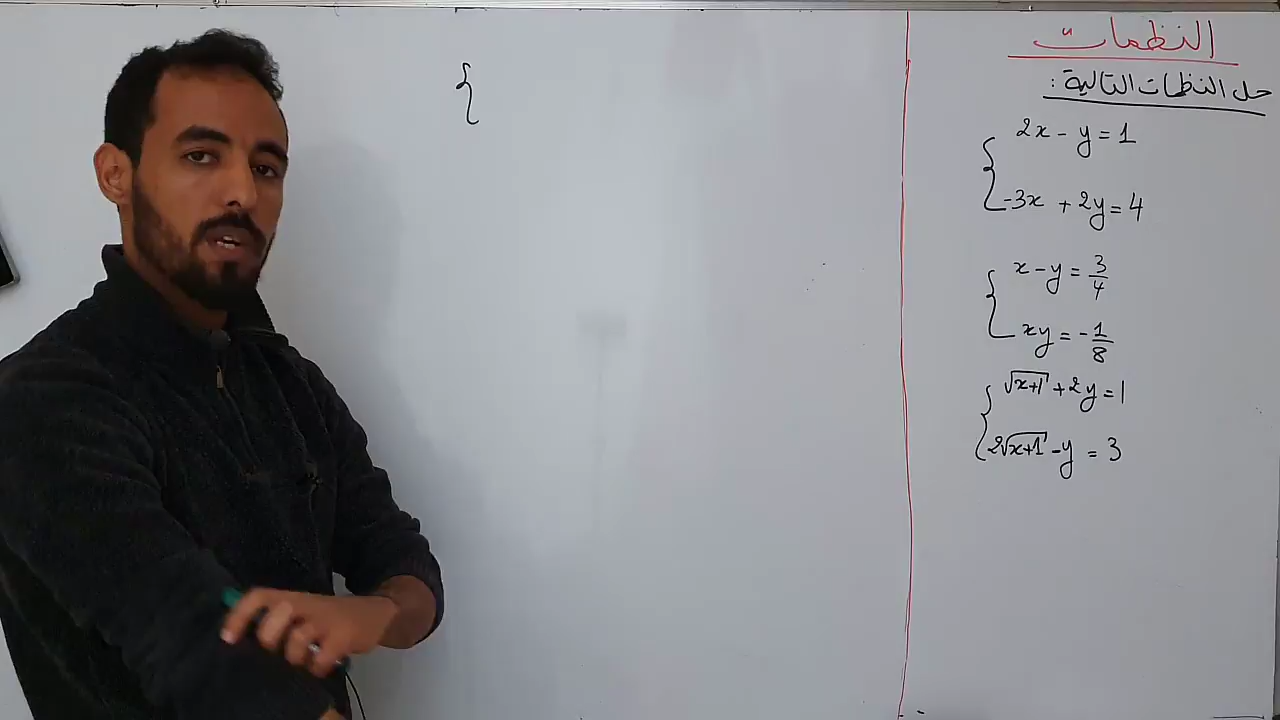 النظمات
حل النظمات التالية :
2x - y = 1
-3x + 2y = 4
x - y = 3/4
xy = -1/8
√(x+1) + 2y = 1
2√(x+1) - y = 3